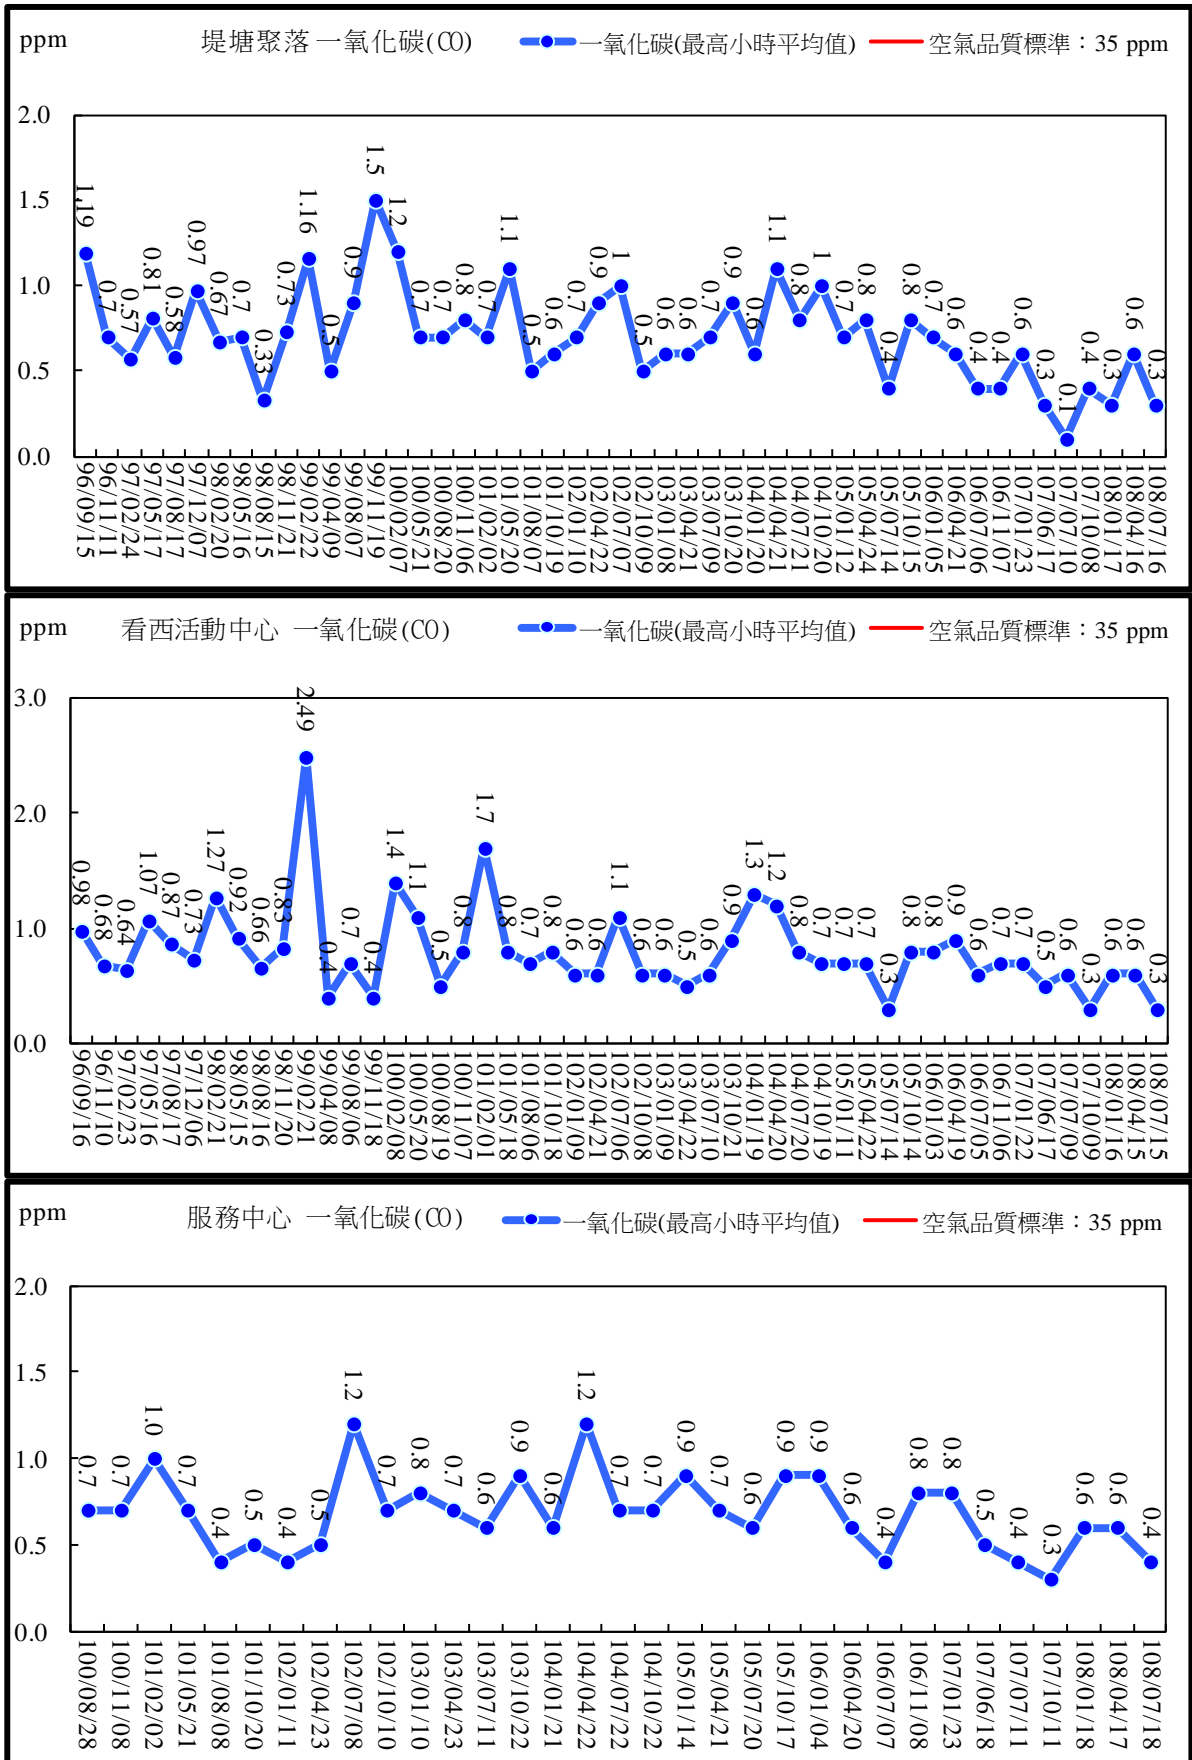 ppm 堤塘聚落 一氧化碳(CO) 一氧化碳(最高小時平均值) 空氣品質標準：35 ppm
2.0
1.5
1.0
0.5
0.0
1.19 0.7 0.57 0.81 0.58 0.97 0.67 0.7 0.33 0.73 1.16 0.5 0.9 1.5 1.2 0.7 0.7 0.8 0.7 1.1 0.5 0.6 0.7 0.9 1 0.5 0.6 0.6 0.7 0.9 0.6 1.1 0.8 1 0.7 0.8 0.4 0.8 0.7 0.6 0.4 0.4 0.6 0.3 0.1 0.4 0.3 0.6 0.3
96/09/15 96/11/11 97/02/24 97/05/17 97/08/17 97/12/07 98/02/20 98/05/16 98/08/15 98/11/21 99/02/22 99/04/09 99/08/07 99/11/19 100/02/07 100/05/21 100/08/20 100/11/06 101/02/02 101/05/20 101/08/07 101/10/19 102/01/10 102/04/22 102/07/07 102/10/09 103/01/08 103/04/21 103/07/09 103/10/20 104/01/20 104/04/21 104/07/21 104/10/20 105/01/12 105/04/24 105/07/14 105/10/15 106/01/05 106/04/21 106/07/06 106/11/07 107/01/23 107/06/17 107/07/10 107/10/08 108/01/17 108/04/16 108/07/16
ppm 看西活動中心 一氧化碳(CO) 一氧化碳(最高小時平均值) 空氣品質標準：35 ppm
3.0
2.0
1.0
0.0
0.98 0.68 0.64 1.07 0.87 0.73 1.27 0.92 0.66 0.83 2.49 0.4 0.7 0.4 1.4 1.1 0.5 0.8 1.7 0.8 0.7 0.8 0.6 0.6 1.1 0.6 0.6 0.5 0.6 0.9 1.3 1.2 0.8 0.7 0.7 0.7 0.3 0.8 0.8 0.9 0.6 0.7 0.7 0.5 0.6 0.3 0.6 0.6 0.3
96/09/16 96/11/10 97/02/23 97/05/16 97/08/17 97/12/06 98/02/21 98/05/15 98/08/16 98/11/20 99/02/21 99/04/08 99/08/06 99/11/18 100/02/08 100/05/20 100/08/19 100/11/07 101/02/01 101/05/18 101/08/06 101/10/18 102/01/09 102/04/21 102/07/06 102/10/08 103/01/09 103/04/22 103/07/10 103/10/21 104/01/19 104/04/20 104/07/20 104/10/19 105/01/11 105/04/22 105/07/14 105/10/14 106/01/03 106/04/19 106/07/05 106/11/06 107/01/22 107/06/17 107/07/09 107/10/09 108/01/16 108/04/15 108/07/15
ppm 服務中心 一氧化碳(CO) 一氧化碳(最高小時平均值) 空氣品質標準：35 ppm
2.0
1.5
1.0
0.5
0.0
0.7 0.7 1.0 0.7 0.4 0.5 0.4 0.5 1.2 0.7 0.8 0.7 0.6 0.9 0.6 1.2 0.7 0.7 0.9 0.7 0.6 0.9 0.9 0.6 0.4 0.8 0.8 0.5 0.4 0.3 0.6 0.6 0.4
100/08/28 100/11/08 101/02/02 101/05/21 101/08/08 101/10/20 102/01/11 102/04/23 102/07/08 102/10/10 103/01/10 103/04/23 103/07/11 103/10/22 104/01/21 104/04/22 104/07/22 104/10/22 105/01/14 105/04/21 105/07/20 105/10/17 106/01/04 106/04/20 106/07/07 106/11/08 107/01/23 107/06/18 107/07/11 107/10/11 108/01/18 108/04/17 108/07/18